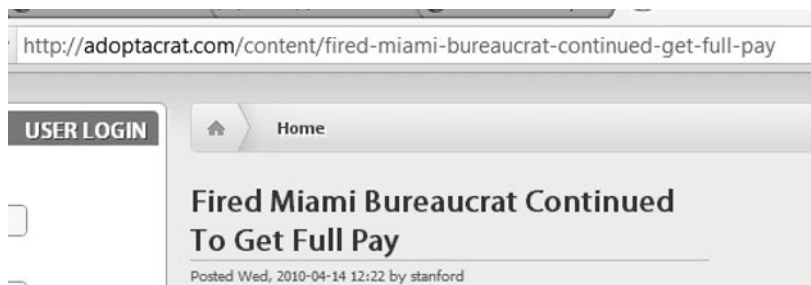 http://adoptacrat.com/content/fired-miami-bureaucrat-continued-get-full-pay
USER LOGIN
Home
Fired Miami Bureaucrat Continued
To Get Full Pay
Posted Wed, 2010-04-14 12:22 by stanford